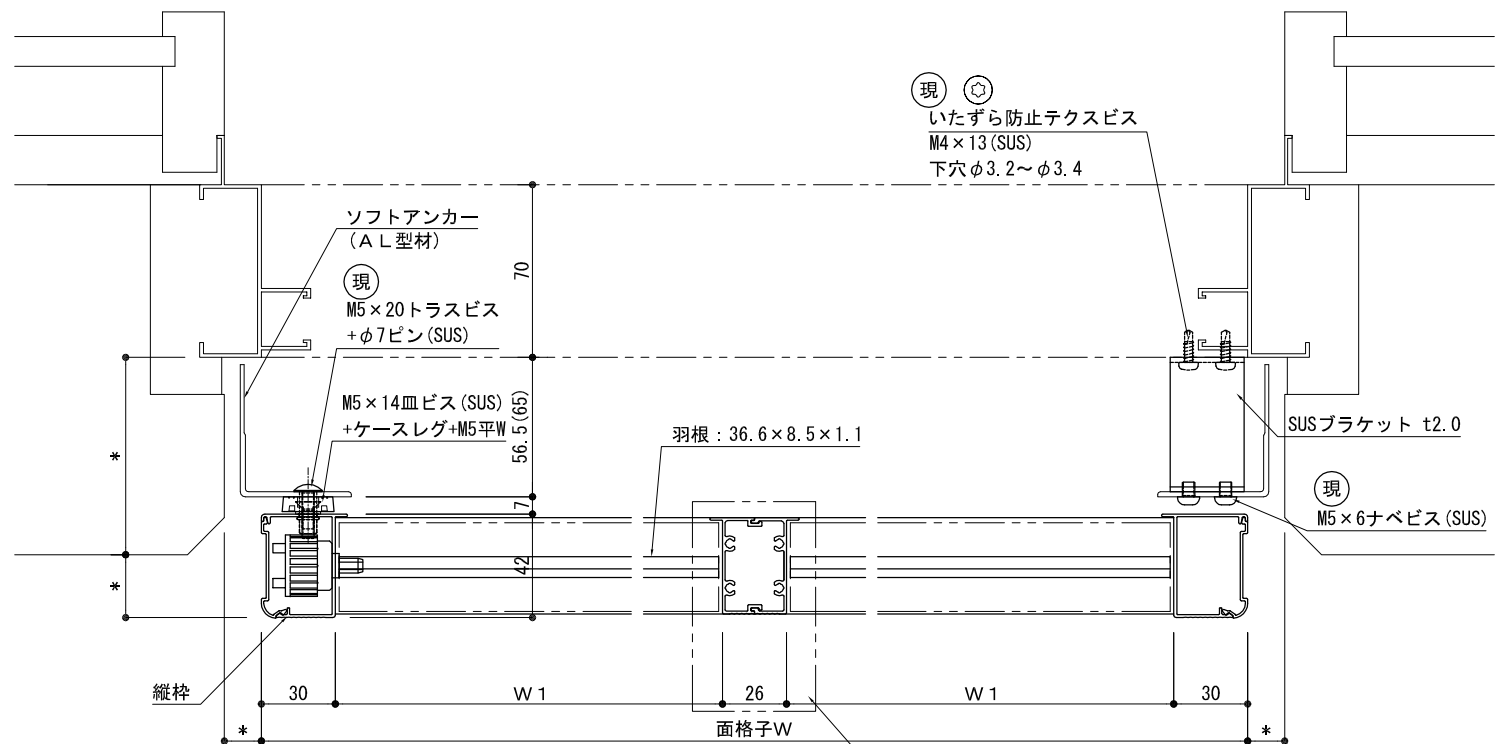 現
いたずら防止テクスビス
M4×13(SUS)
下穴φ3.2～φ3.4
ソフトアンカー
(ＡＬ型材)
現
M5×20トラスビス
+φ7ピン(SUS)
70
M5×14皿ビス(SUS)
+ケースレグ+M5平W
56.5(65)
羽根：36.6×8.5×1.1
SUSブラケット t2.0
現
M5×6ナベビス(SUS)
*
7
42
*
縦枠
30
Ｗ１
26
Ｗ１
30
*
面格子Ｗ
*